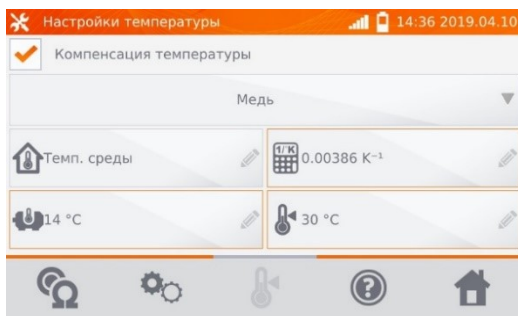 Настройки температуры 14:36 2019.04.10
Компенсация температуры
Медь
Темп. среды 1/K 0.00386 K⁻¹
14 °C 30 °C
Ω ?